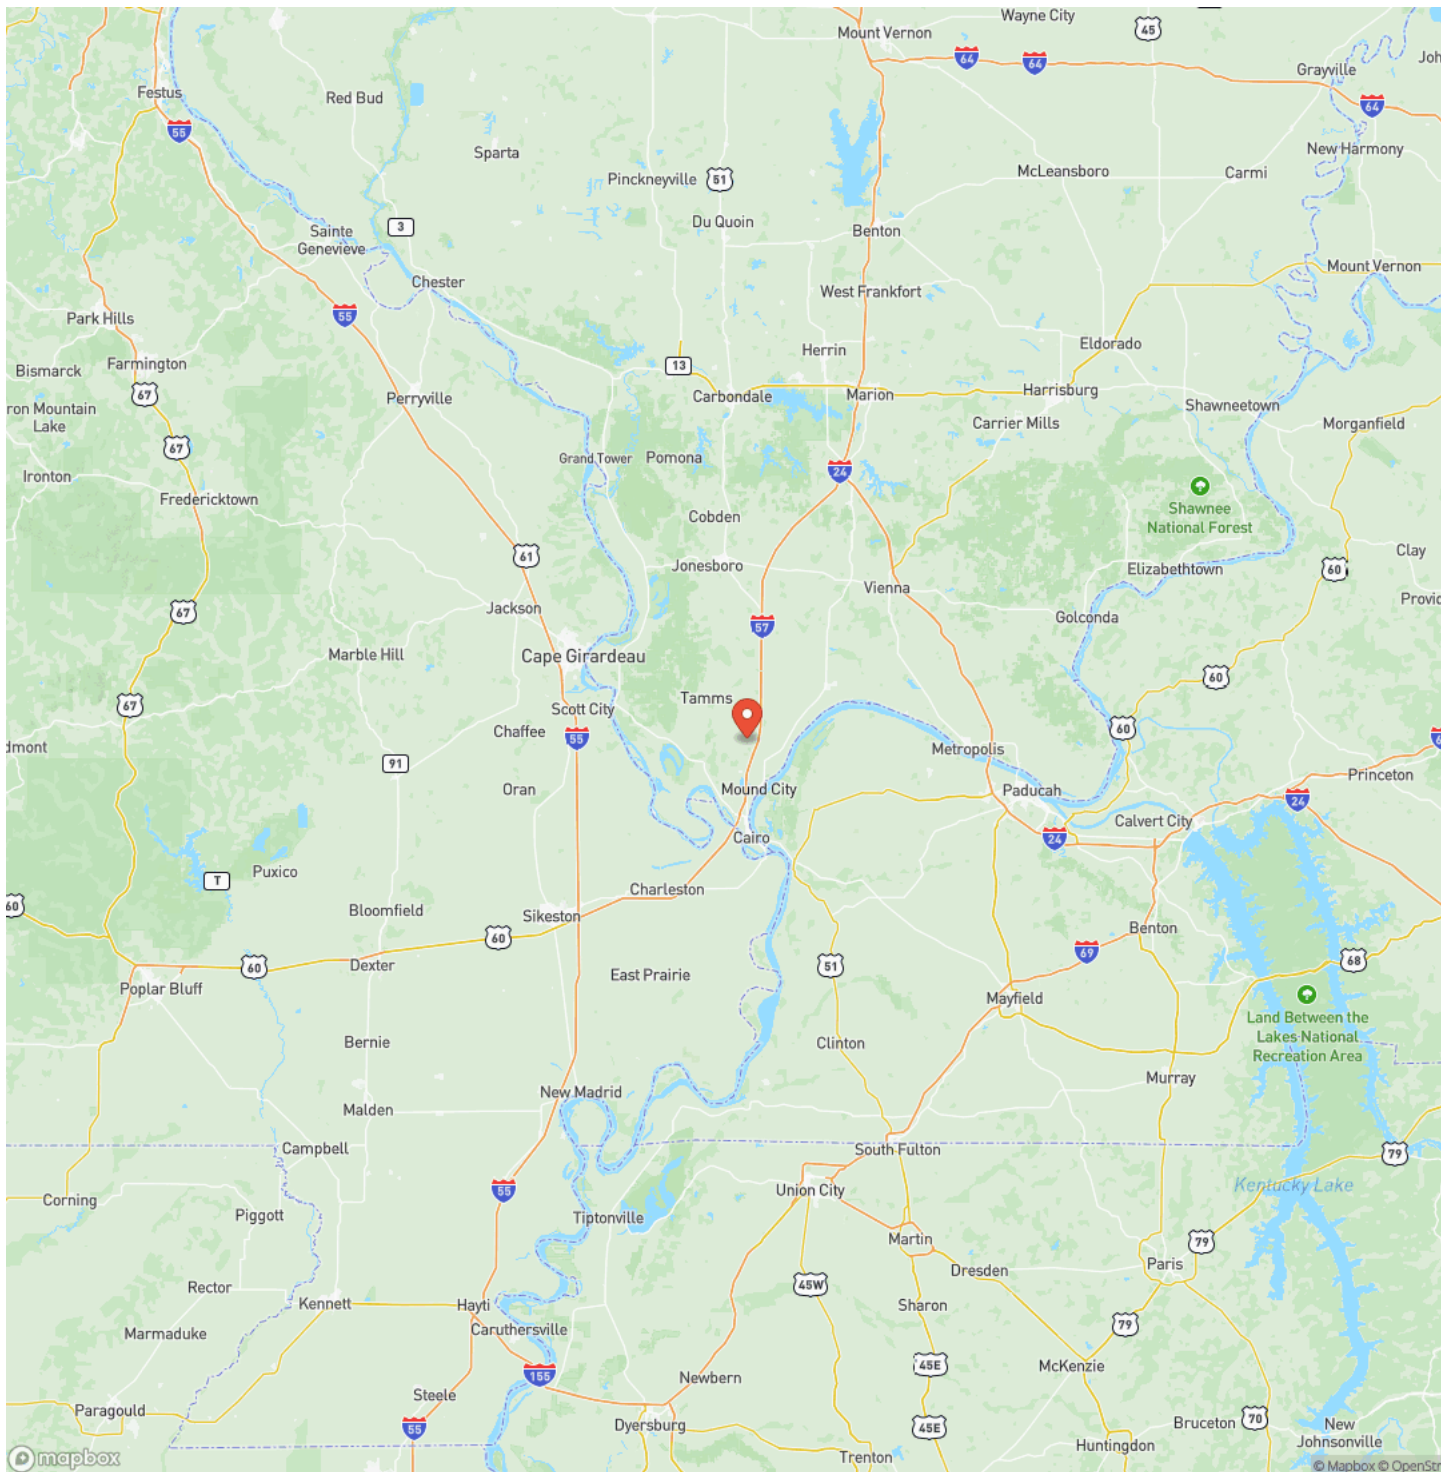 Wayne City
45
Mount Vernon
64
64
Grayville
Joh
64
Festus
Red Bud
55
New Harmony
Sparta
Pinckneyville
51
McLeansboro
Carmi
Du Quoin
Benton
3
Sainte
Genevieve
Mount Vernon
Chester
West Frankfort
55
Park Hills
Eldorado
Herrin
Farmington
13
Bismarck
67
Carbondale
Marion
Harrisburg
Perryville
Shawneetown
ron Mountain
Lake
Carrier Mills
Morganfield
67
Grand Tower
Pomona
24
Ironton
Fredericktown
Shawnee
National Forest
Cobden
61
Clay
Jonesboro
Elizabethtown
60
Vienna
Provid
67
Jackson
Golconda
57
Marble Hill
Cape Girardeau
60
Tamms
67
Scott City
Chaffee
55
60
dmont
Metropolis
6
91
Princeton
Oran
Mound City
Paducah
24
Calvert City
Cairo
24
Puxico
T
Charleston
60
Bloomfield
Sikeston
Benton
60
69
68
Dexter
60
51
East Prairie
Poplar Bluff
Mayfield
Land Between the
Lakes National
Recreation Area
Bernie
Clinton
Murray
New Madrid
Malden
Campbell
South Fulton
79
Kentucky Lake
55
Union City
Corning
Piggott
Tiptonville
79
Martin
Paris
Dresden
45W
Rector
Kennett
Hayti
Sharon
79
Marmaduke
Caruthersville
45E
McKenzie
155
Newbern
Steele
Paragould
55
Dyersburg
45E
Bruceton
70
New
Johnsonville
Huntingdon
Trenton
mapbox
© Mapbox © OpenStr